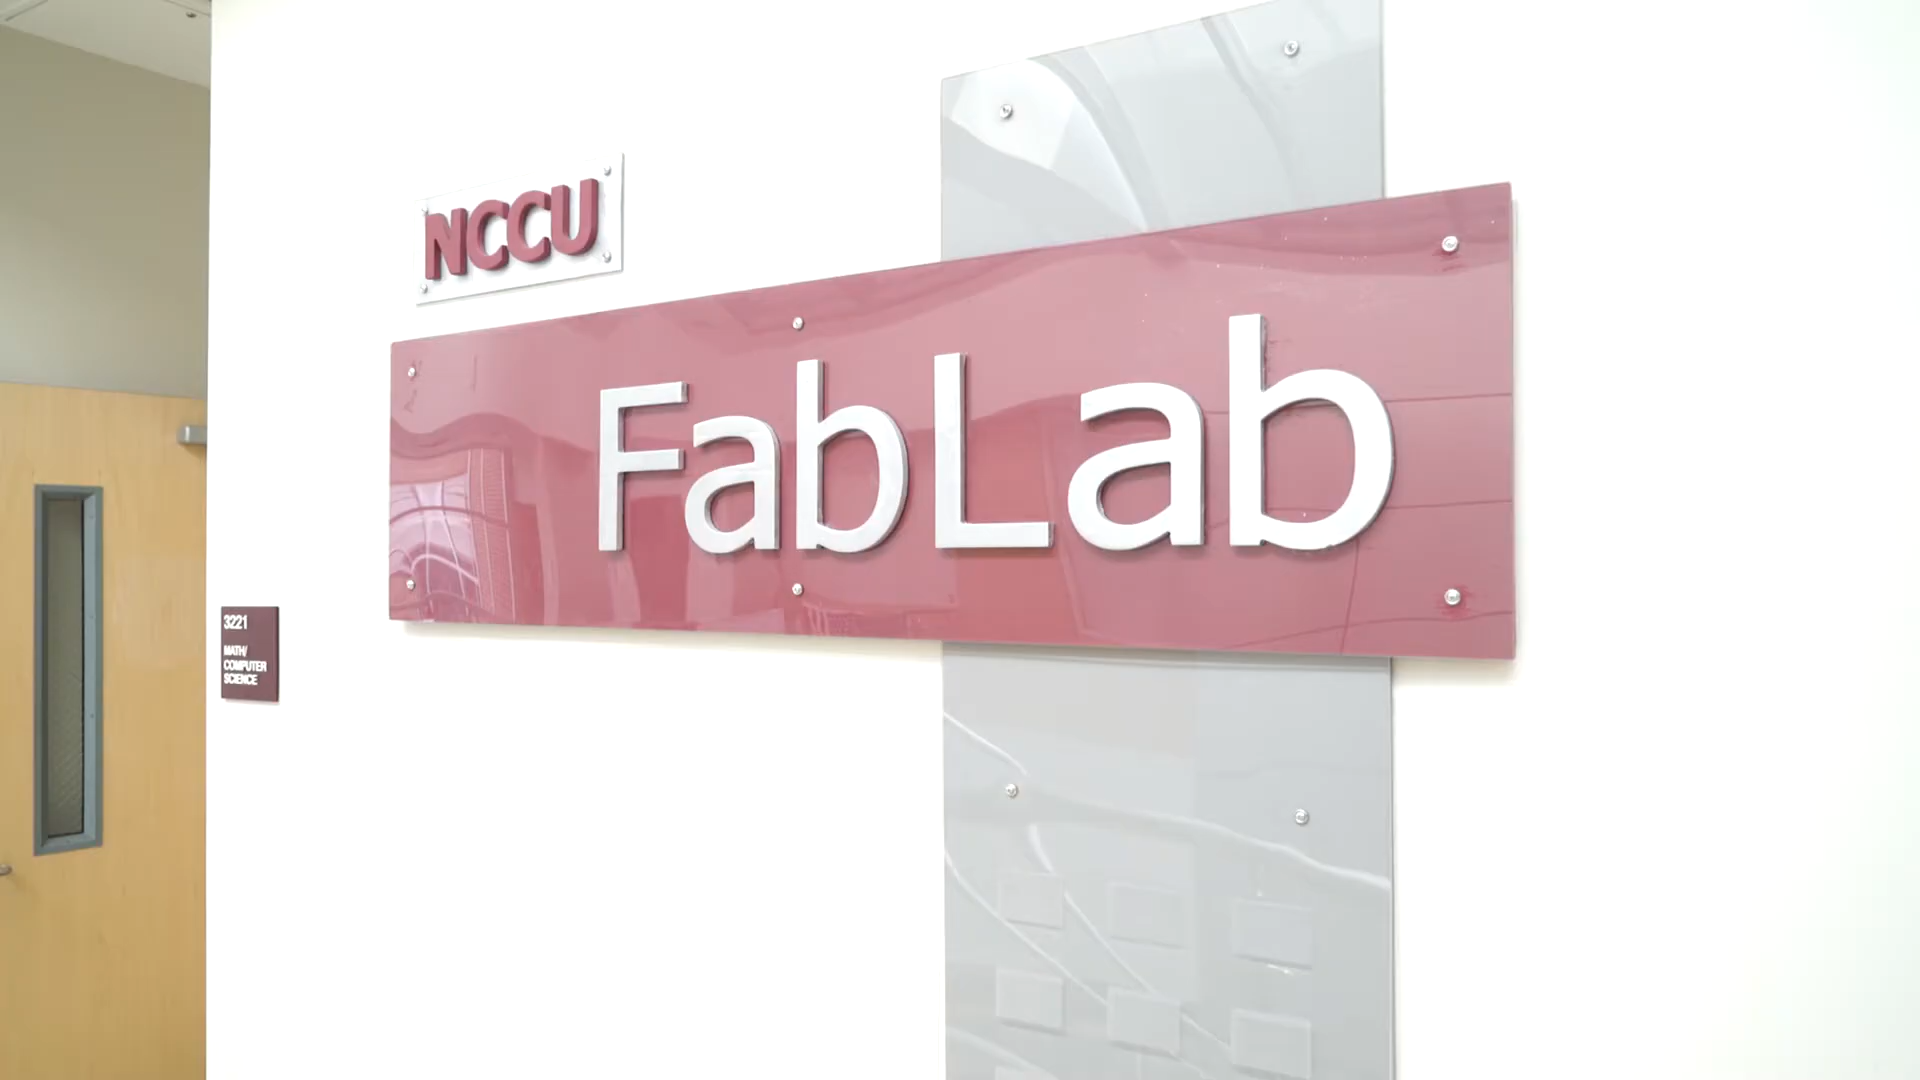 NCCU
FabLab
3221
MATH/
COMPUTER
SCIENCE